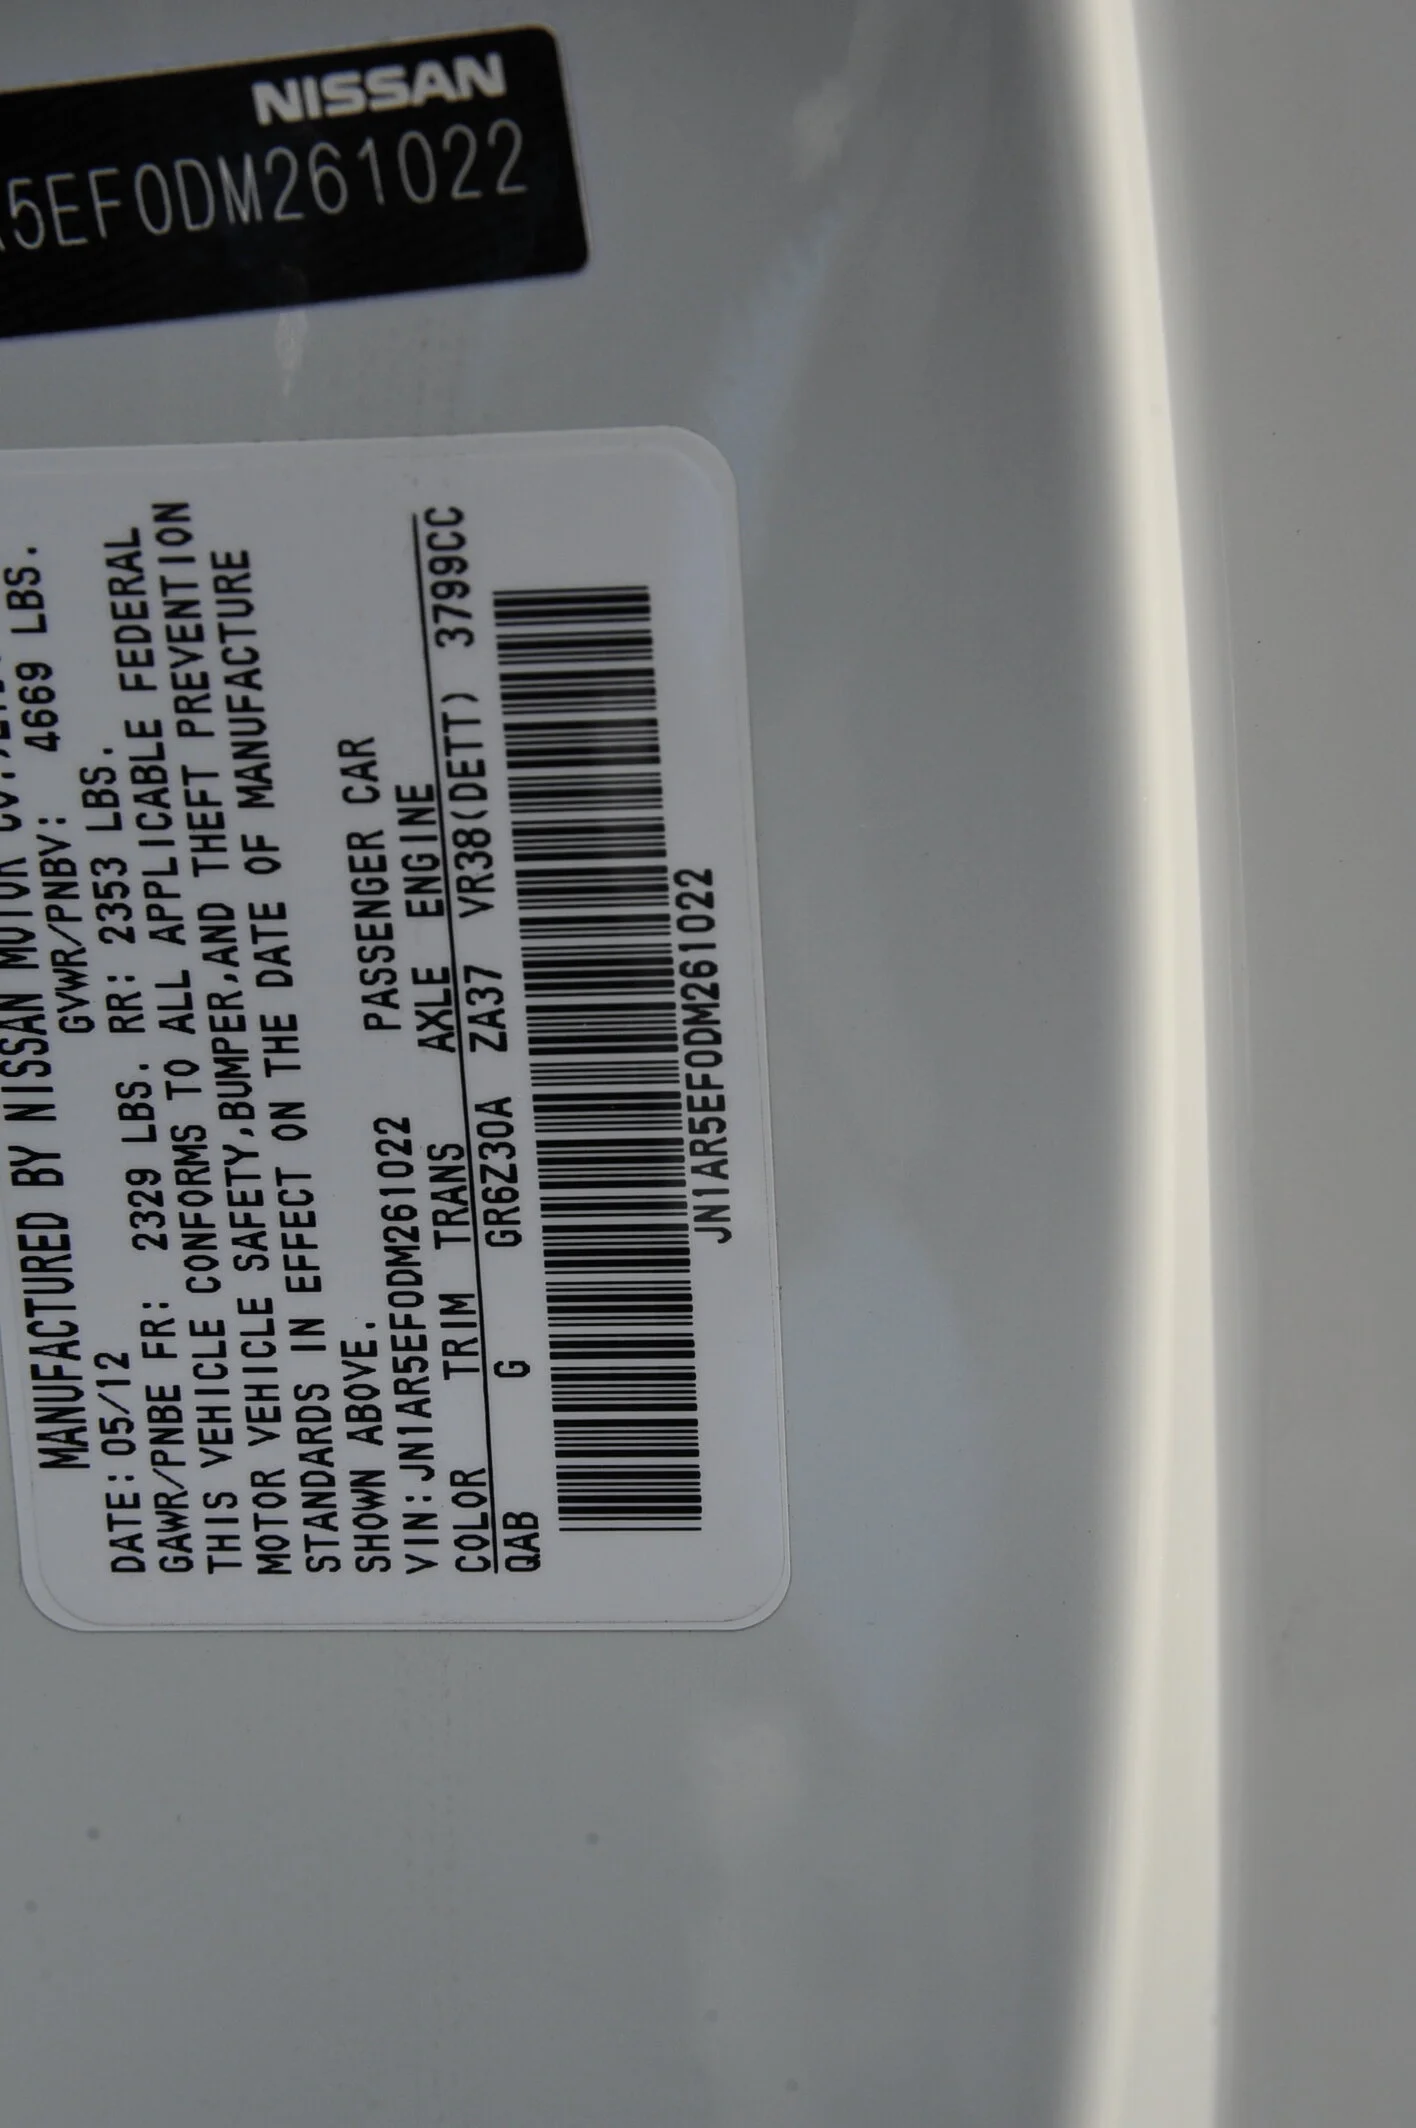 NISSAN
5EF0DM261022
MANUFACTURED BY NISSAN MOTOR CO.,LTD.
GVWR/PNBV: 4669 LBS.
DATE:05/12
GAWR/PNBE FR: 2329 LBS. RR: 2353 LBS.
THIS VEHICLE CONFORMS TO ALL APPLICABLE FEDERAL
MOTOR VEHICLE SAFETY,BUMPER,AND THEFT PREVENTION
STANDARDS IN EFFECT ON THE DATE OF MANUFACTURE
SHOWN ABOVE.
VIN:JN1AR5EF0DM261022 PASSENGER CAR
COLOR TRIM TRANS AXLE ENGINE
QAB G GR6Z30A ZA37 VR38(DETT) 3799CC
JN1AR5EF0DM261022